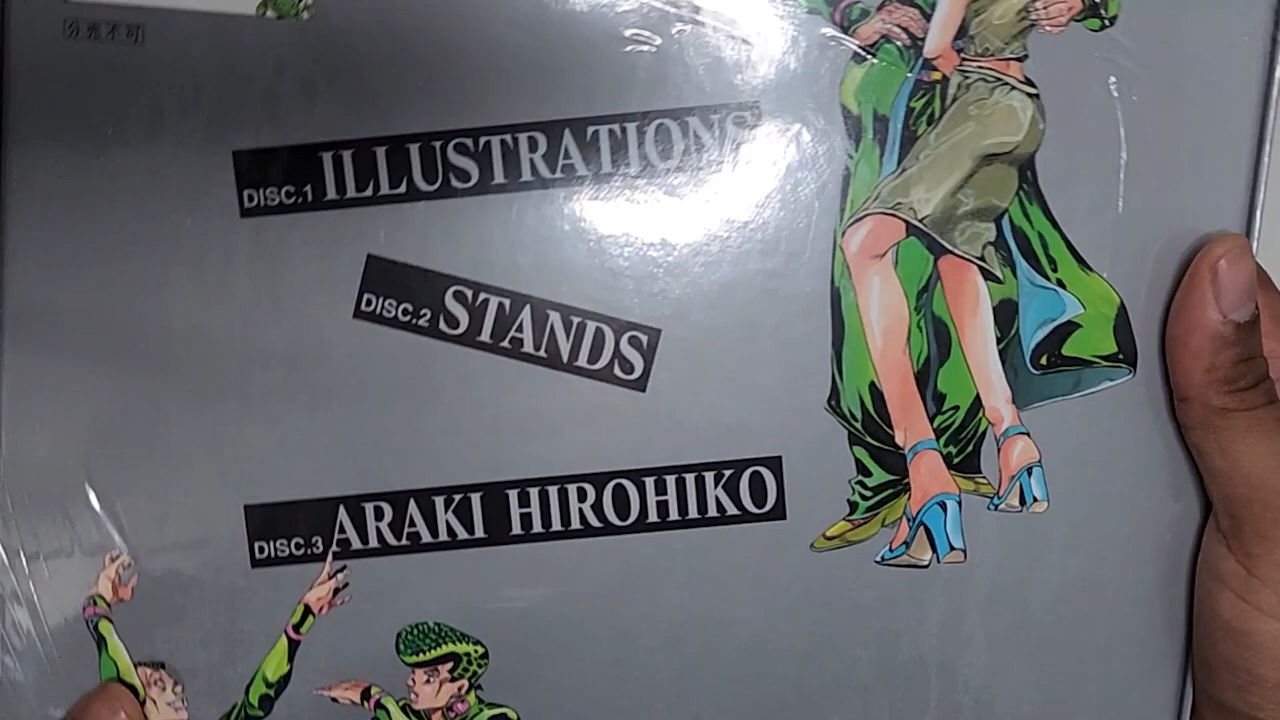 分売不可
DISC.1 ILLUSTRATIONS
DISC.2 STANDS
DISC.3 ARAKI HIROHIKO